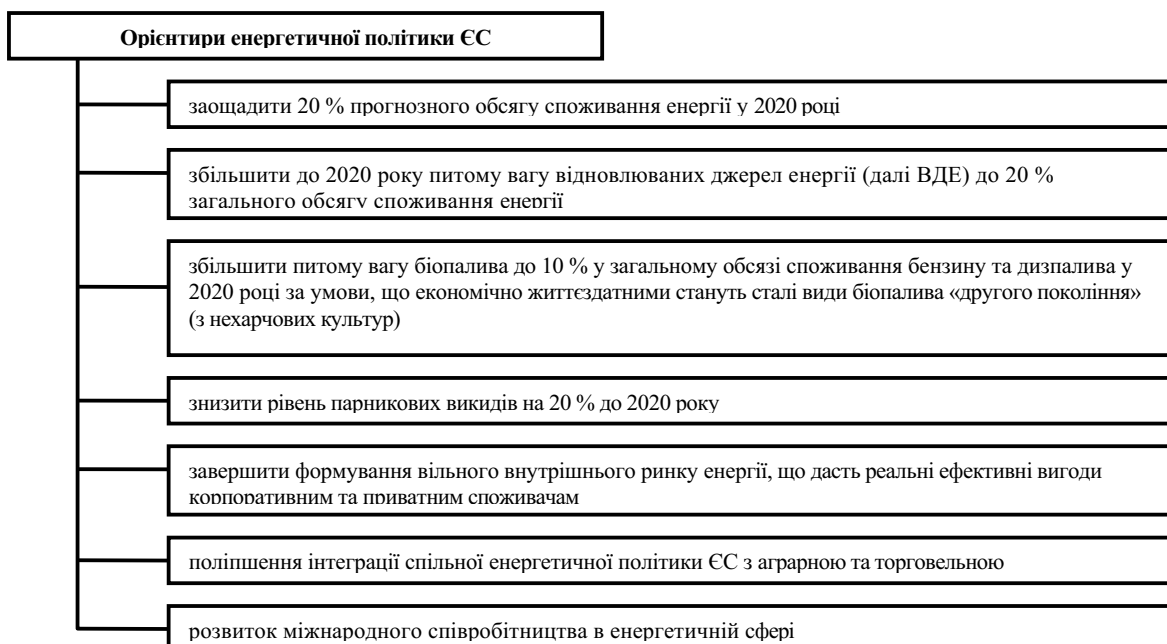 Орієнтири енергетичної політики ЄС
заощадити 20 % прогнозного обсягу споживання енергії у 2020 році
збільшити до 2020 року питому вагу відновлюваних джерел енергії (далі ВДЕ) до 20 %
загального обсягу споживання енергії
збільшити питому вагу біопалива до 10 % у загальному обсязі споживання бензину та дизпалива у
2020 році за умови, що економічно життєздатними стануть сталі види біопалива «другого покоління»
(з нехарчових культур)
знизити рівень парникових викидів на 20 % до 2020 року
завершити формування вільного внутрішнього ринку енергії, що дасть реальні ефективні вигоди
корпоративним та приватним споживачам
поліпшення інтеграції спільної енергетичної політики ЄС з аграрною та торговельною
розвиток міжнародного співробітництва в енергетичній сфері